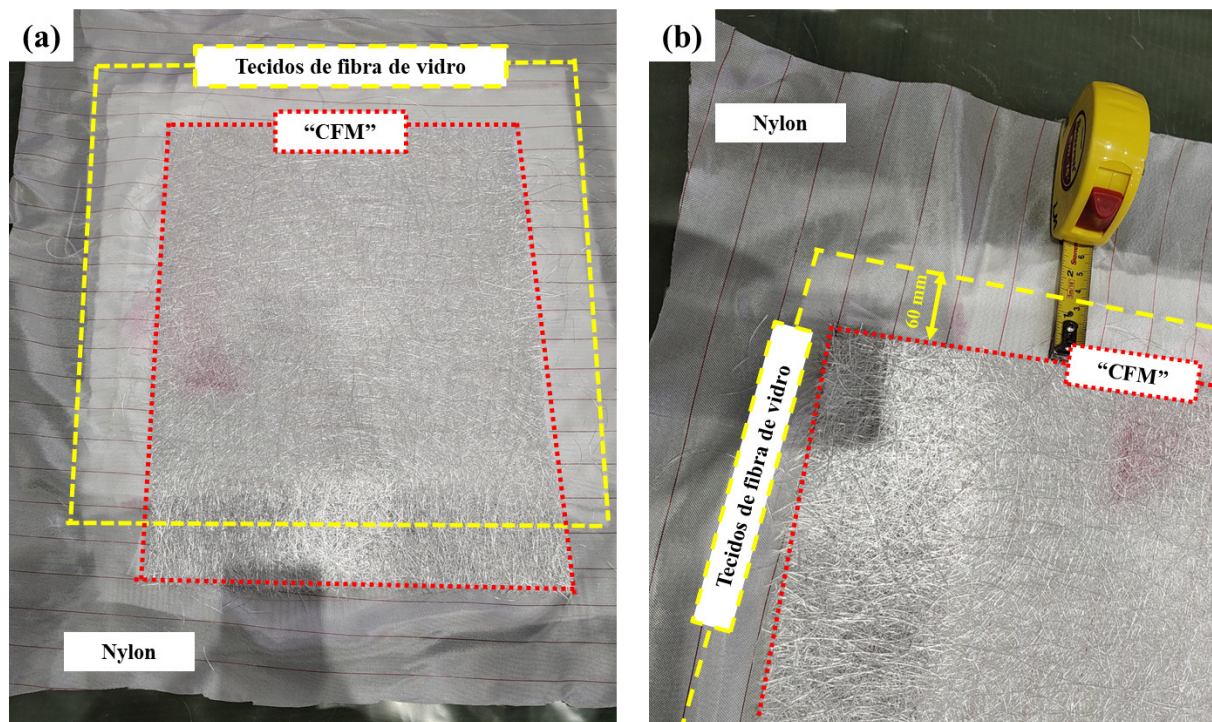 (a)
Tecidos de fibra de vidro
“CFM”
Nylon
(b)
Nylon
60 mm
“CFM”
Tecidos de fibra de vidro